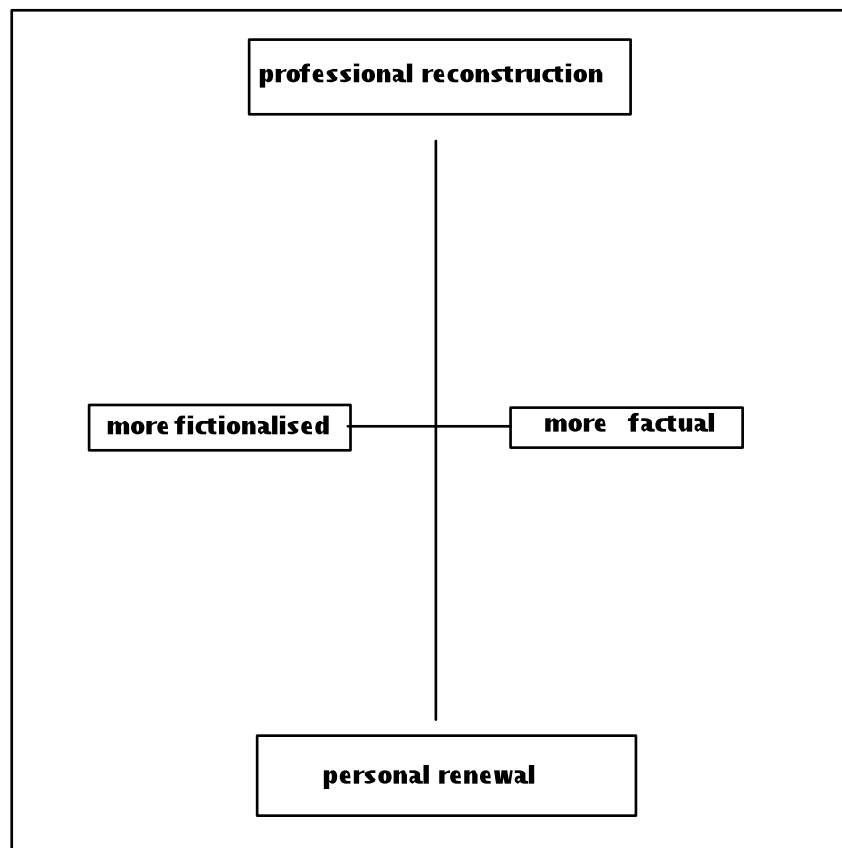 professional reconstruction
more fictionalised
more factual
personal renewal